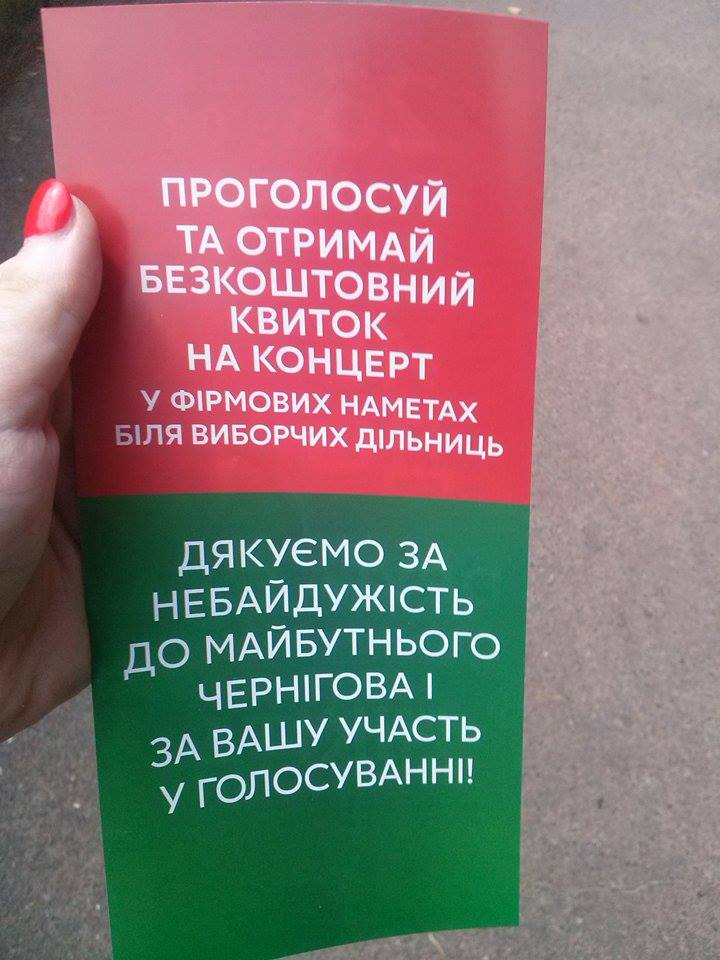 ПРОГОЛОСУЙ
ТА ОТРИМАЙ
БЕЗКОШТОВНИЙ
КВИТОК
НА КОНЦЕРТ
У ФІРМОВИХ НАМЕТАХ
БІЛЯ ВИБОРЧИХ ДІЛЬНИЦЬ
ДЯКУЄМО ЗА
НЕБАЙДУЖІСТЬ
ДО МАЙБУТНЬОГО
ЧЕРНІГОВА І
ЗА ВАШУ УЧАСТЬ
У ГОЛОСУВАННІ!